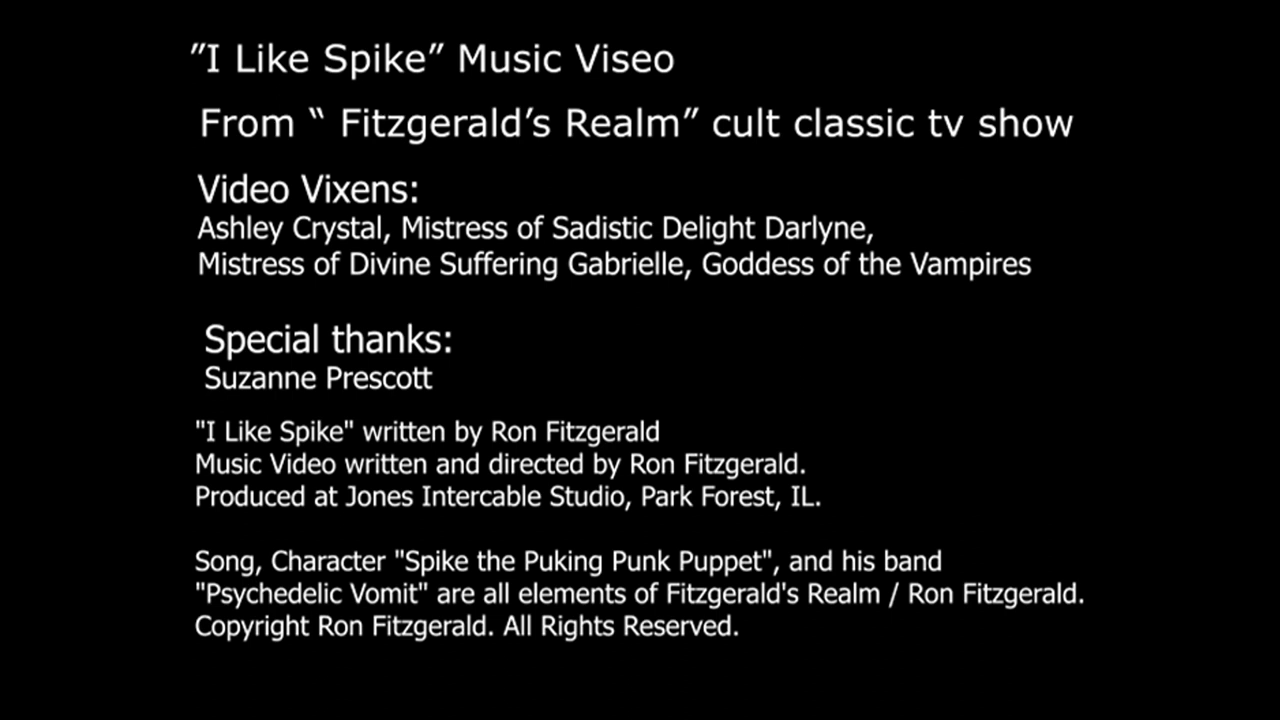 ”I Like Spike” Music Viseo
From “ Fitzgerald’s Realm” cult classic tv show
Video Vixens:
Ashley Crystal, Mistress of Sadistic Delight Darlyne,
Mistress of Divine Suffering Gabrielle, Goddess of the Vampires
Special thanks:
Suzanne Prescott
"I Like Spike" written by Ron Fitzgerald
Music Video written and directed by Ron Fitzgerald.
Produced at Jones Intercable Studio, Park Forest, IL.
Song, Character "Spike the Puking Punk Puppet", and his band
"Psychedelic Vomit" are all elements of Fitzgerald's Realm / Ron Fitzgerald.
Copyright Ron Fitzgerald. All Rights Reserved.